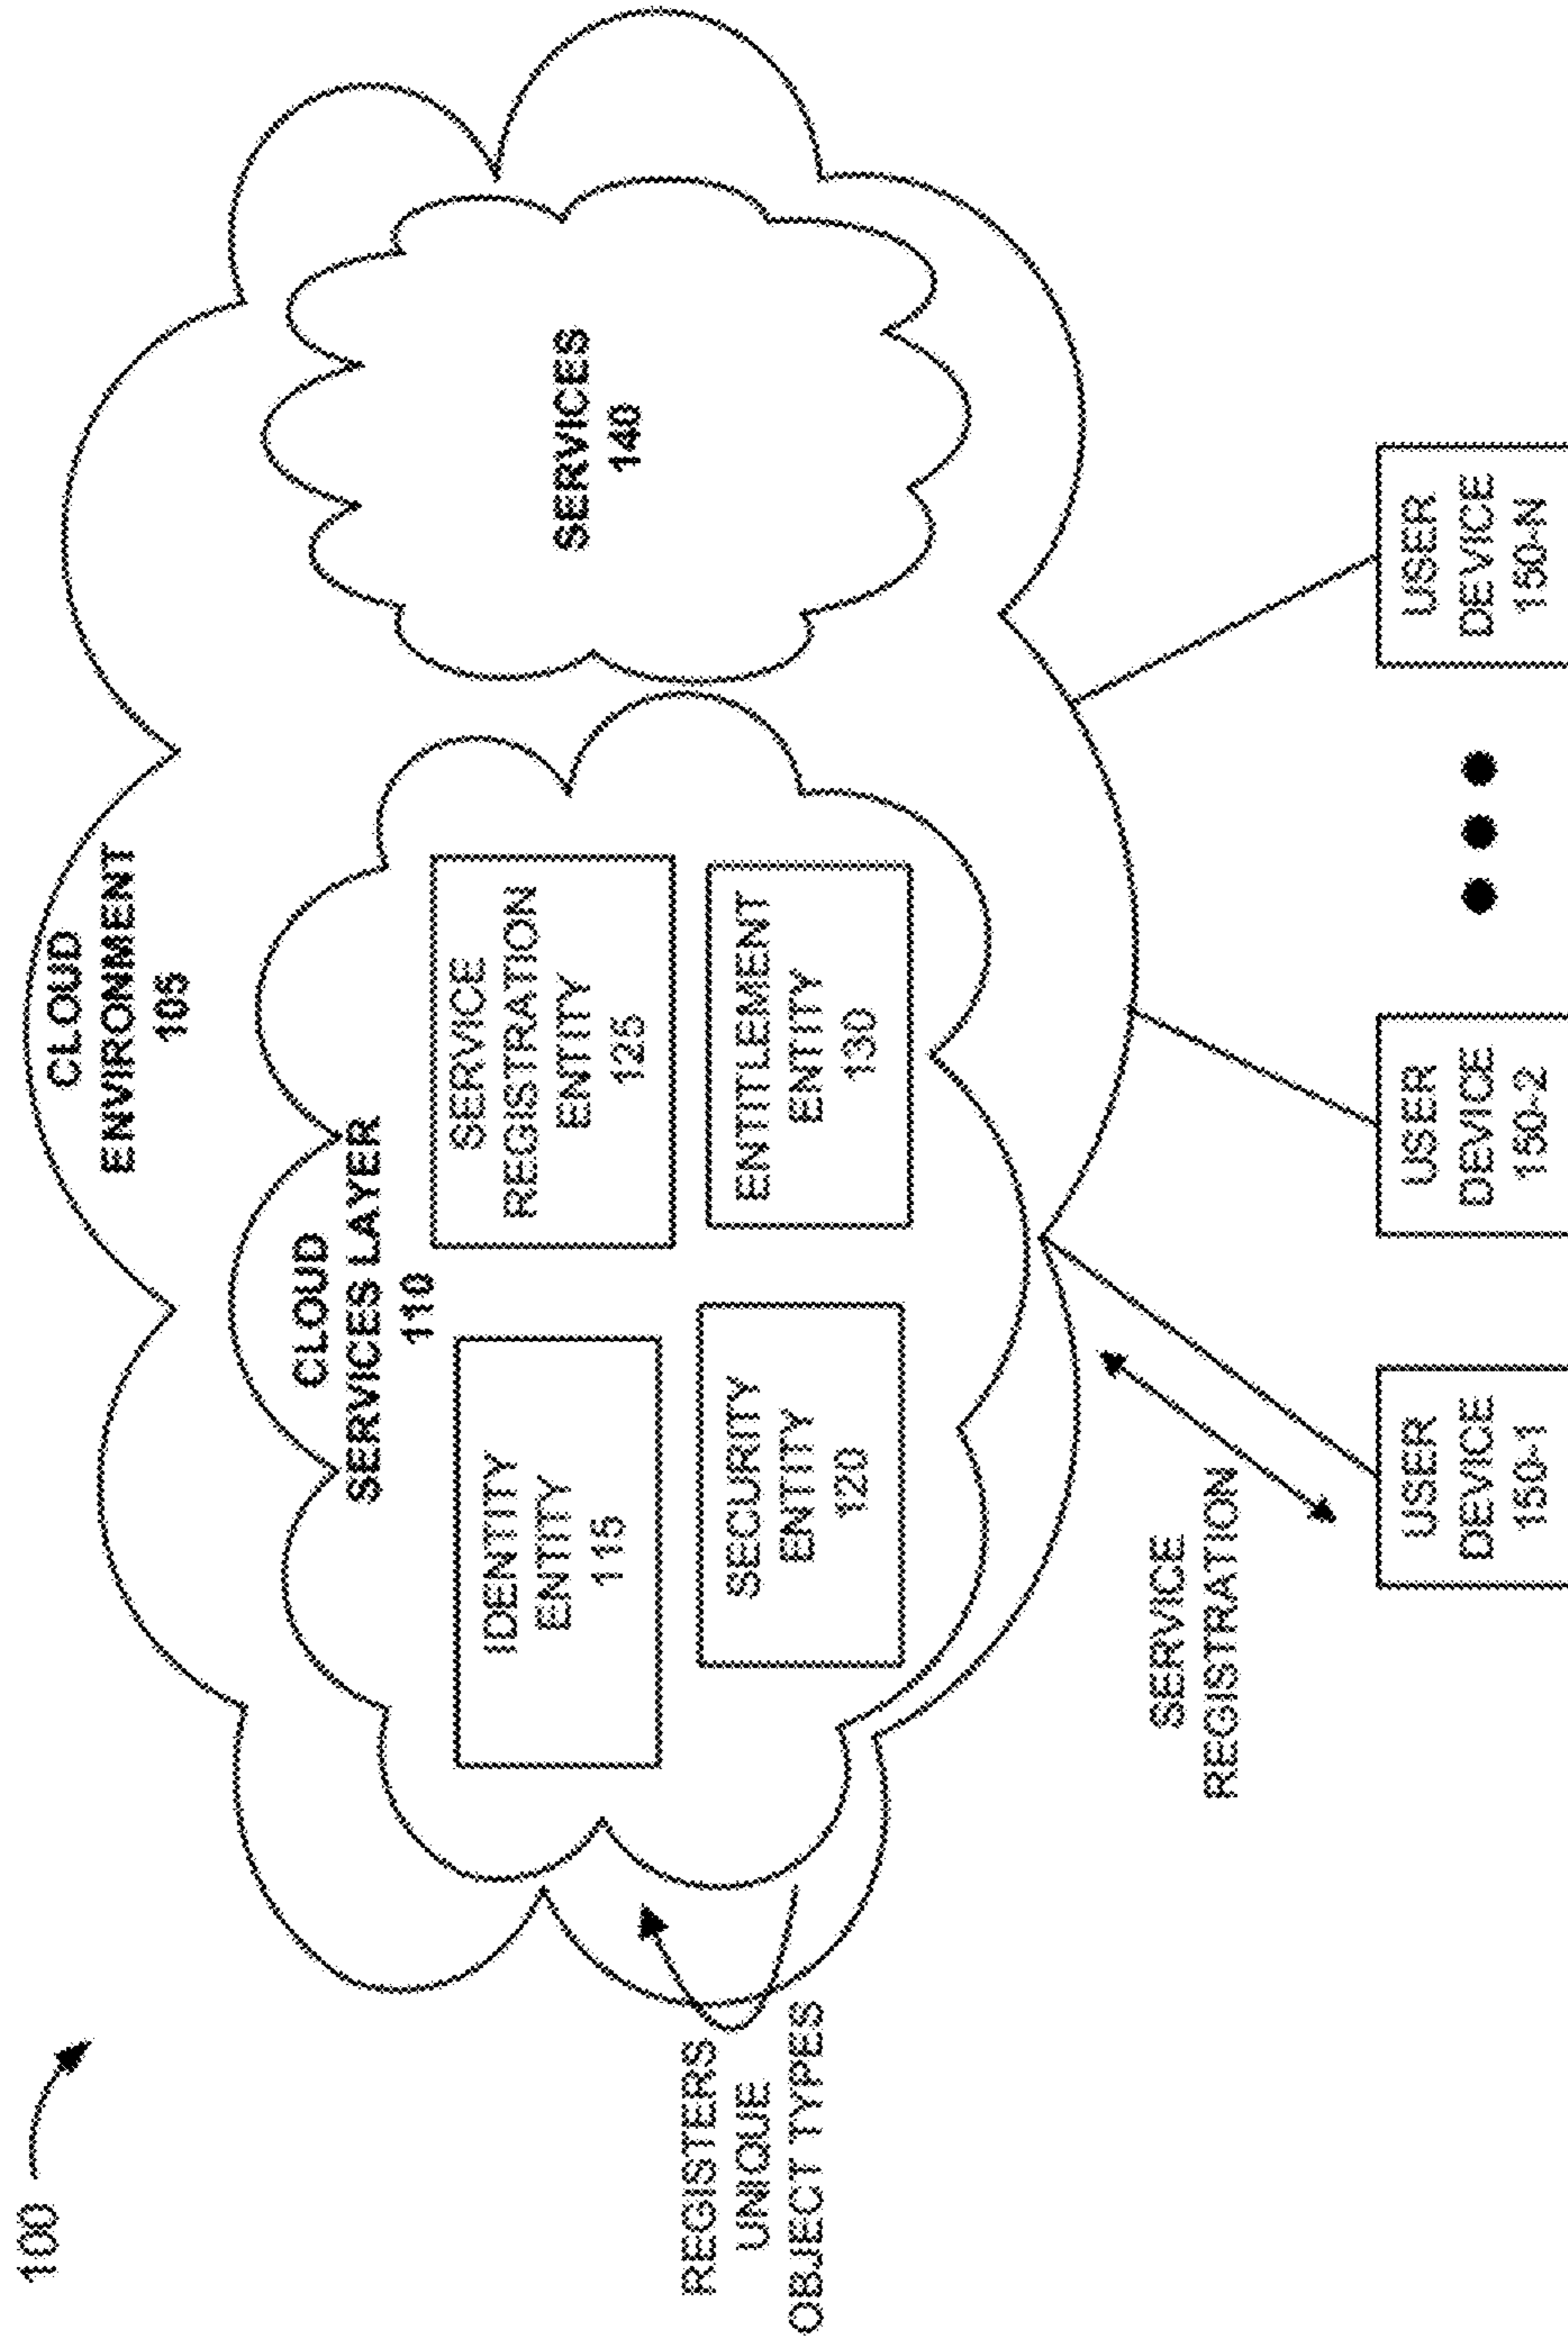 100
CLOUD
ENVIRONMENT
105
CLOUD
SERVICES LAYER
110
IDENTITY
ENTITY
115
SERVICE
REGISTRATION
ENTITY
125
SECURITY
ENTITY
120
ENTITLEMENT
ENTITY
130
SERVICES
140
REGISTERS
UNIQUE
OBJECT TYPES
SERVICE
REGISTRATION
USER
DEVICE
150-1
USER
DEVICE
150-2
USER
DEVICE
150-N